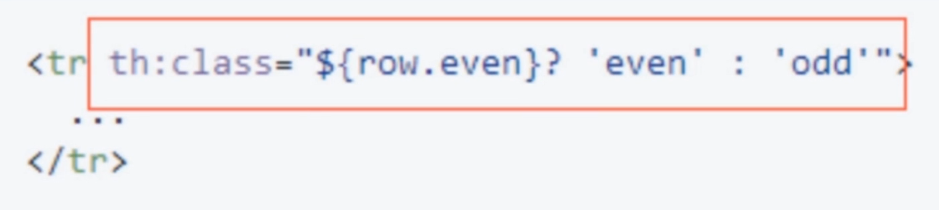 <tr th:class="${row.even}? 'even' : 'odd'">
...
</tr>